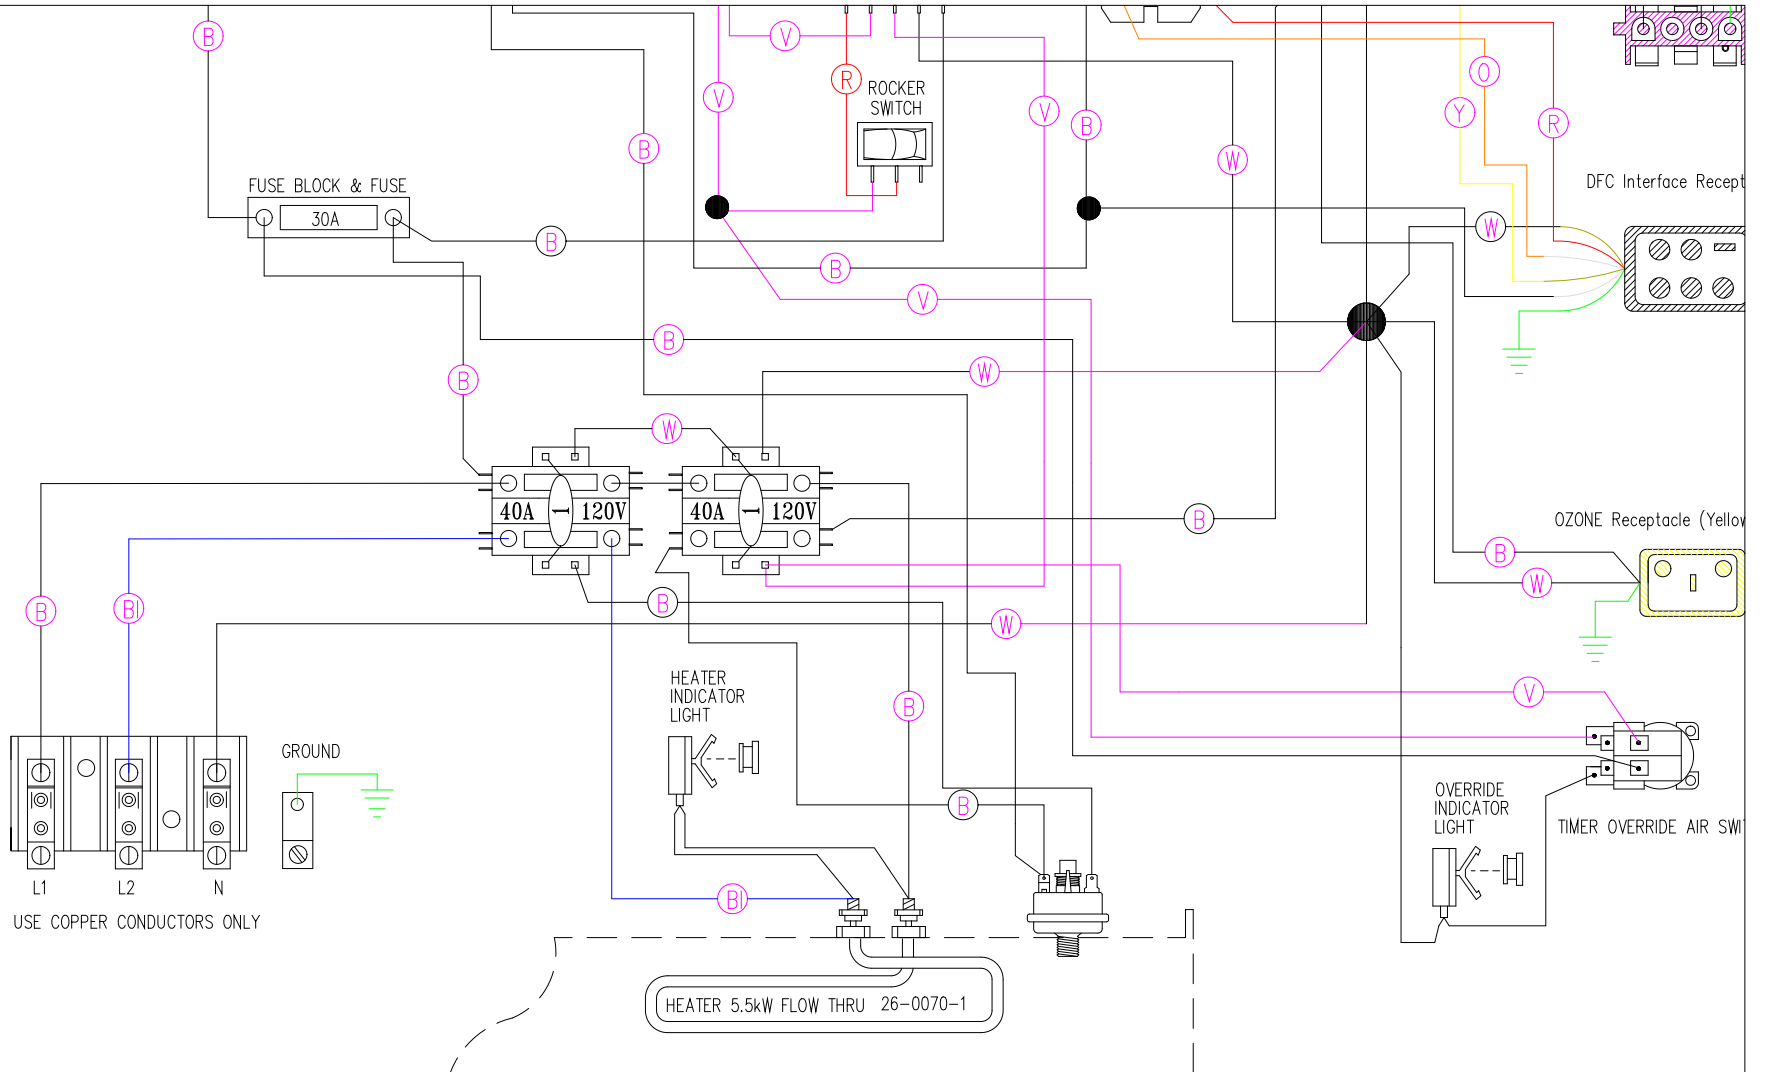 B
V
O
R
ROCKER
SWITCH
V
V
Y
B
R
B
W
FUSE BLOCK & FUSE
DFC Interface Recept
30A
W
B
B
V
B
W
B
W
40A 1 120V
40A 1 120V
B
OZONE Receptacle (Yellow
B
W
B
Bl
B
W
HEATER
INDICATOR
LIGHT
V
B
GROUND
OVERRIDE
INDICATOR
LIGHT
B
TIMER OVERRIDE AIR SWI
L1
L2
N
Bl
USE COPPER CONDUCTORS ONLY
HEATER 5.5kW FLOW THRU 26-0070-1